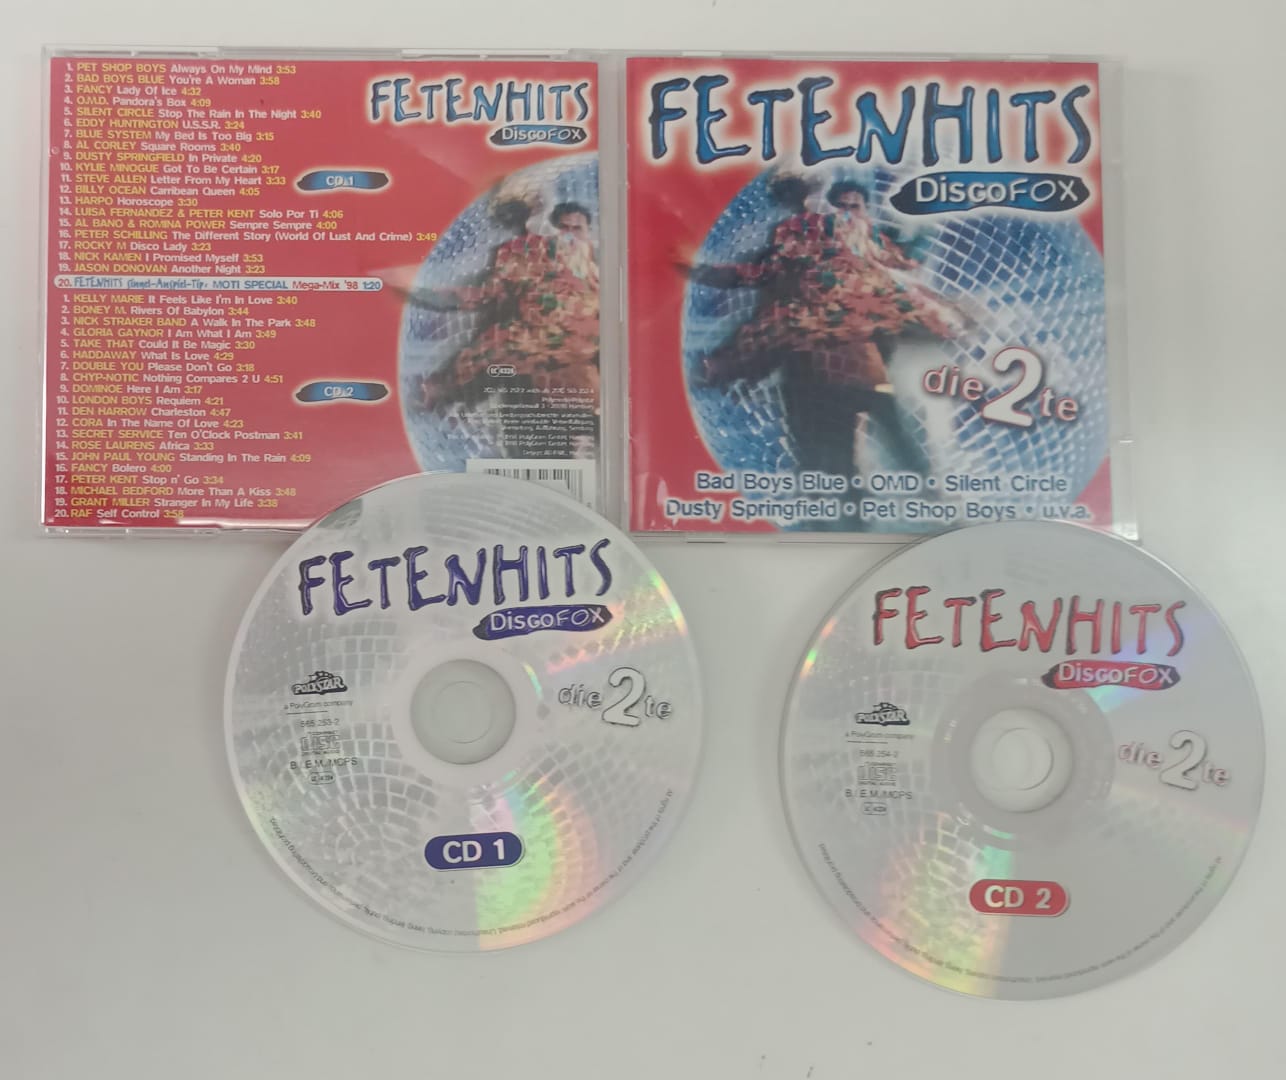 1. PET SHOP BOYS Always On My Mind 3:53
2. BAD BOYS BLUE You're A Woman 3:58
3. FANCY Lady Of Ice 4:32
4. O.M.D. Pandora's Box 4:09
5. SILENT CIRCLE Stop The Rain In The Night 3:40
6. EDDY HUNTINGTON U.S.S.R. 3:24
7. BLUE SYSTEM My Bed Is Too Big 3:15
8. AL CORLEY Square Rooms 3:40
9. DUSTY SPRINGFIELD In Private 4:20
10. KYLIE MINOGUE Got To Be Certain 3:17
11. STEVE ALLEN Letter From My Heart 3:33
12. BILLY OCEAN Carribean Queen 4:05
13. HARPO Horoscope 3:30
14. LUISA FERNANDEZ & PETER KENT Solo Por Ti 4:06
15. AL BANO & ROMINA POWER Sempre Sempre 4:00
16. PETER SCHILLING The Different Story (World Of Lust And Crime) 3:49
17. ROCKY M Disco Lady 3:23
18. NICK KAMEN I Promised Myself 3:53
19. JASON DONOVAN Another Night 3:23
20. FETENHITS Singel-Anspiel-Tip: MOTI SPECIAL Mega-Mix '98 1:20
CD 1
1. KELLY MARIE It Feels Like I'm In Love 3:40
2. BONEY M. Rivers Of Babylon 3:44
3. NICK STRAKER BAND A Walk In The Park 3:48
4. GLORIA GAYNOR I Am What I Am 3:49
5. TAKE THAT Could It Be Magic 3:30
6. HADDAWAY What Is Love 4:29
7. DOUBLE YOU Please Don't Go 3:18
8. CHYP-NOTIC Nothing Compares 2 U 4:51
9. DOMINOE Here I Am 3:17
10. LONDON BOYS Requiem 4:21
11. DEN HARROW Charleston 4:47
12. CORA In The Name Of Love 4:23
13. SECRET SERVICE Ten O'Clock Postman 3:41
14. ROSE LAURENS Africa 3:33
15. JOHN PAUL YOUNG Standing In The Rain 4:09
16. FANCY Bolero 4:00
17. PETER KENT Stop n' Go 3:34
18. MICHAEL BEDFORD More Than A Kiss 3:48
19. GRANT MILLER Stranger In My Life 3:38
20. RAF Self Control 3:58
CD 2
FETENHITS
DISCOFOX
FETENHITS
DISCOFOX
die 2te
Bad Boys Blue • OMD • Silent Circle
Dusty Springfield • Pet Shop Boys • u.v.a.
FETENHITS
DISCOFOX
die 2te
POLYSTAR
a PolyGram company
565 253-2
COMPACT
disc
DIGITAL AUDIO
B.I.E.M./MCPS
CD 1
FETENHITS
DISCOFOX
die 2te
POLYSTAR
a PolyGram company
565 254-2
COMPACT
disc
DIGITAL AUDIO
B.I.E.M./MCPS
CD 2